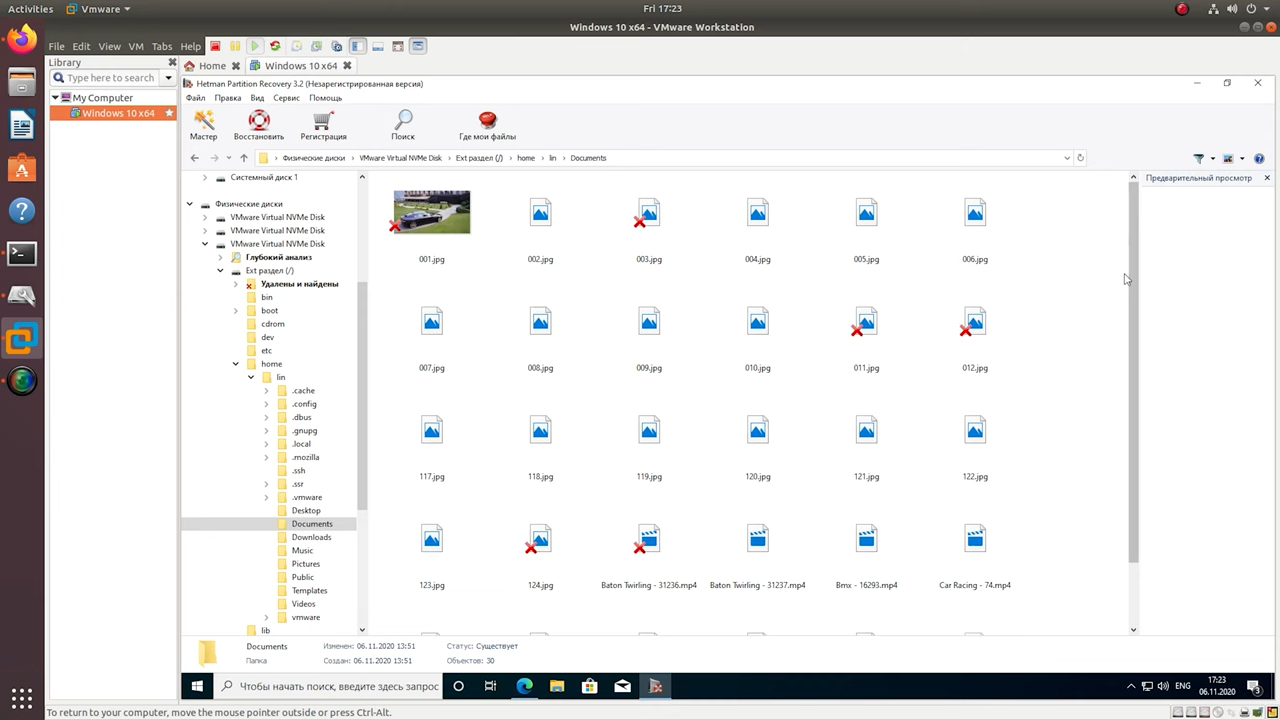 Activities
VMware
Fri 17:23
Windows 10 x64 - VMware Workstation
File Edit View VM Tabs Help
Library
Type here to search
My Computer
Windows 10 x64
Home
Windows 10 x64
Hetman Partition Recovery 3.2 (Незарегистрированная версия)
Файл Правка Вид Сервис Помощь
Мастер
Восстановить
Регистрация
Поиск
Где мои файлы
Физические диски
VMware Virtual NVMe Disk
Ext раздел (/)
home
lin
Documents
Предварительный просмотр
Системный диск 1
Физические диски
VMware Virtual NVMe Disk
VMware Virtual NVMe Disk
VMware Virtual NVMe Disk
Глубокий анализ
Ext раздел (/)
Удалены и найдены
bin
boot
cdrom
dev
etc
home
lin
.cache
.config
.dbus
.gnupg
.local
.mozilla
.ssh
.ssr
.vmware
Desktop
Documents
Downloads
Music
Pictures
Public
Templates
Videos
vmware
lib
001.jpg
002.jpg
003.jpg
004.jpg
005.jpg
006.jpg
007.jpg
008.jpg
009.jpg
010.jpg
011.jpg
012.jpg
117.jpg
118.jpg
119.jpg
120.jpg
121.jpg
122.jpg
123.jpg
124.jpg
Baton Twirling - 31236.mp4
Baton Twirling - 31237.mp4
Bmx - 16293.mp4
Car Racing - 74.mp4
Documents
Изменен: 06.11.2020 13:51
Статус: Существует
Папка
Создан: 06.11.2020 13:51
Объектов: 30
Чтобы начать поиск, введите здесь запрос
ENG
17:23
06.11.2020
3
To return to your computer, move the mouse pointer outside or press Ctrl-Alt.